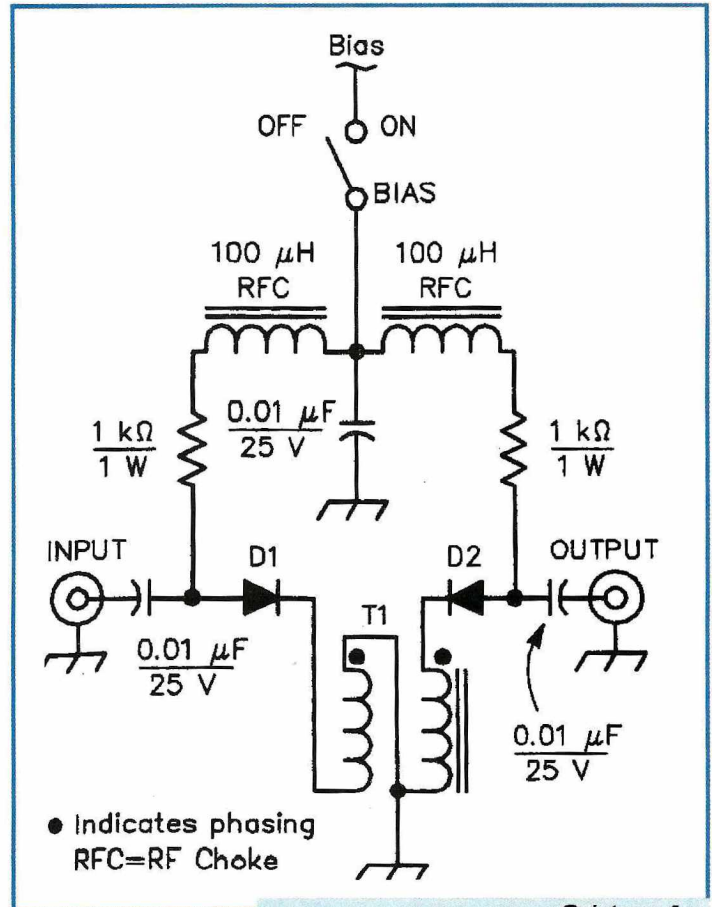 Bias
OFF ON
BIAS
100 µH 100 µH
RFC RFC
0.01 µF
25 V
1 kΩ
1 W
1 kΩ
1 W
INPUT D1 D2 OUTPUT
T1
0.01 µF
25 V
0.01 µF
25 V
● Indicates phasing
RFC=RF Choke